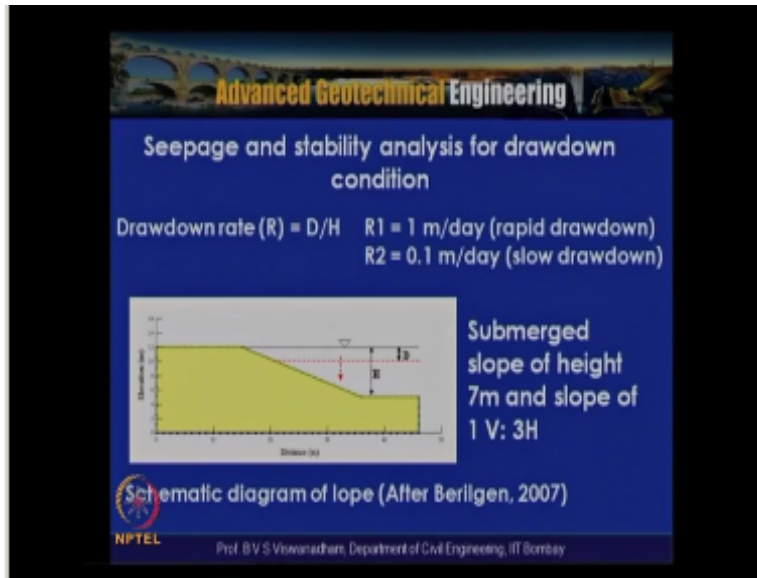 Advanced Geotechnical Engineering
Seepage and stability analysis for drawdown
condition
Drawdown rate (R) = D/H R1 = 1 m/day (rapid drawdown)
R2 = 0.1 m/day (slow drawdown)
D
H
Submerged
slope of height
7m and slope of
1 V: 3H
Elevation (m)
Distance (m)
Schematic diagram of lope (After Berilgen, 2007)
NPTEL
Prof. B V S Viswanadham, Department of Civil Engineering, IIT Bombay